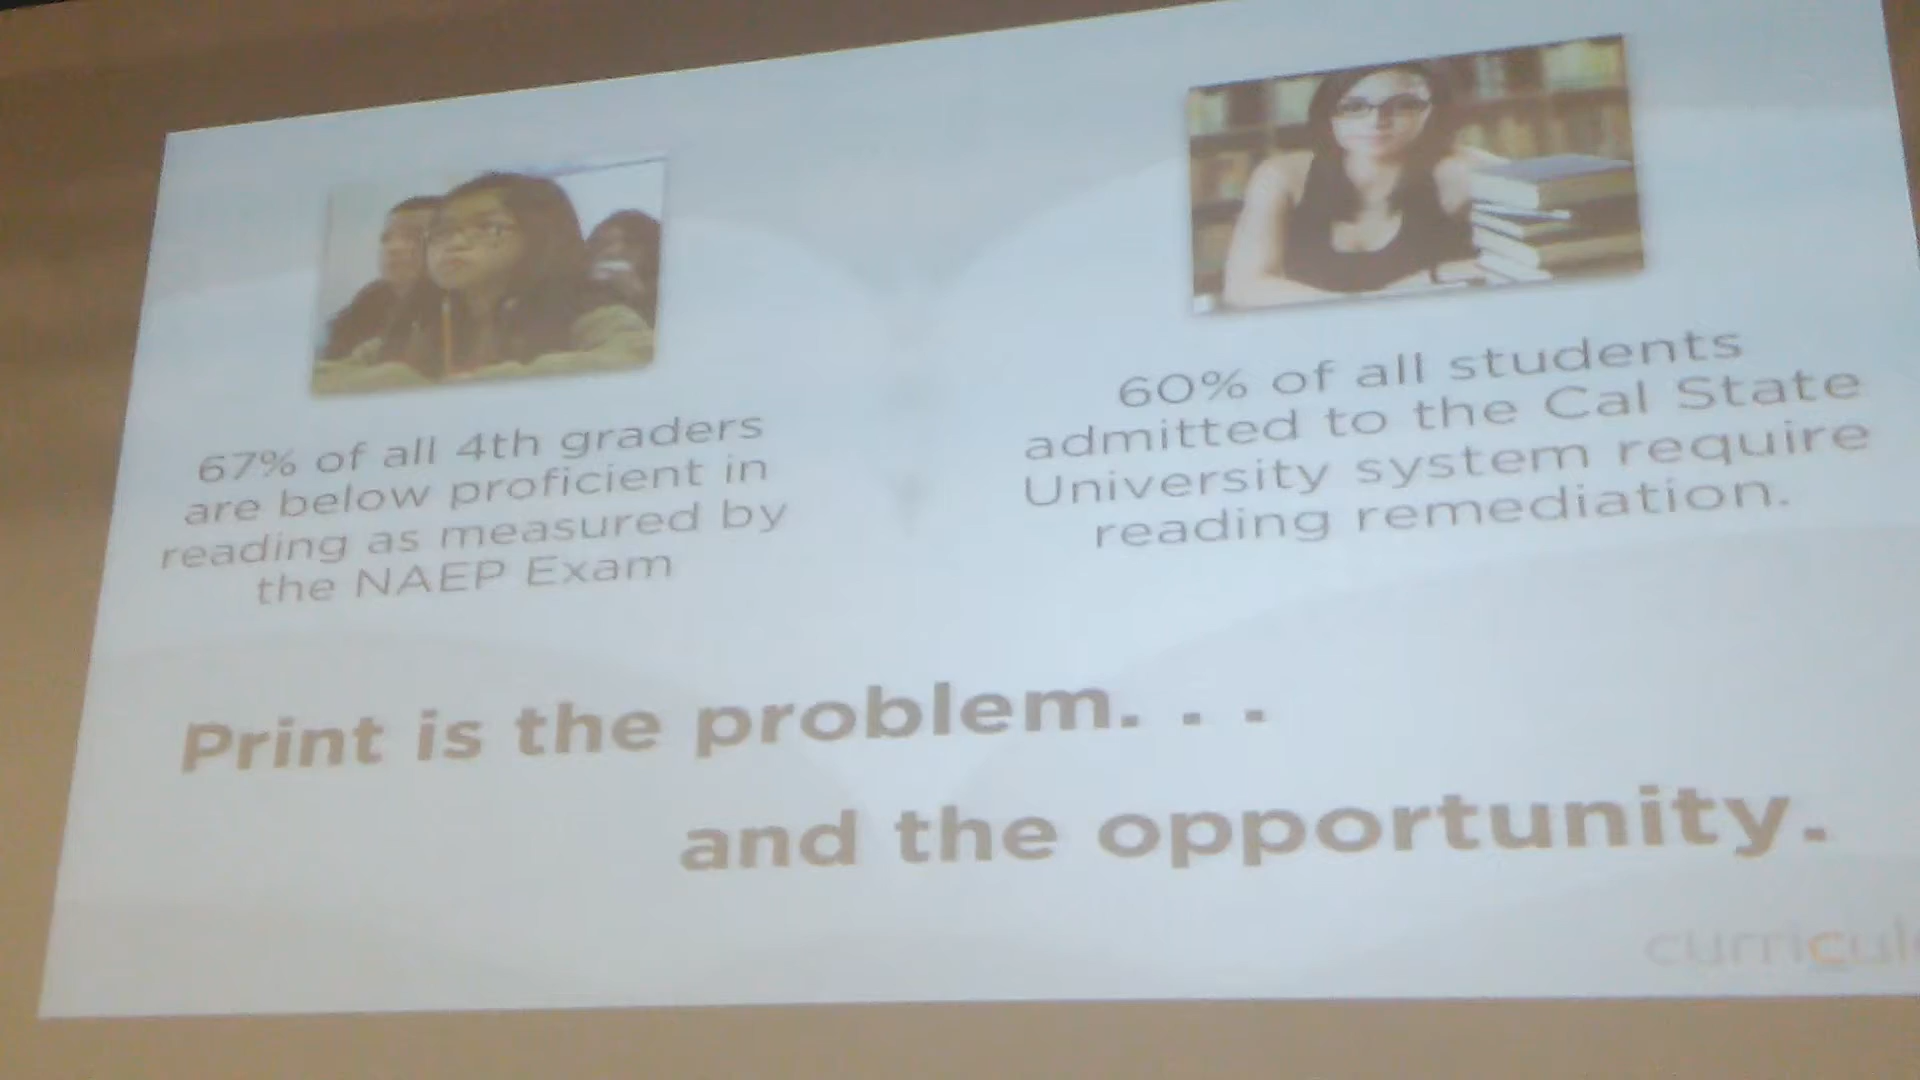 67% of all 4th graders
are below proficient in
reading as measured by
the NAEP Exam
60% of all students
admitted to the Cal State
University system require
reading remediation.
Print is the problem. . .
and the opportunity.